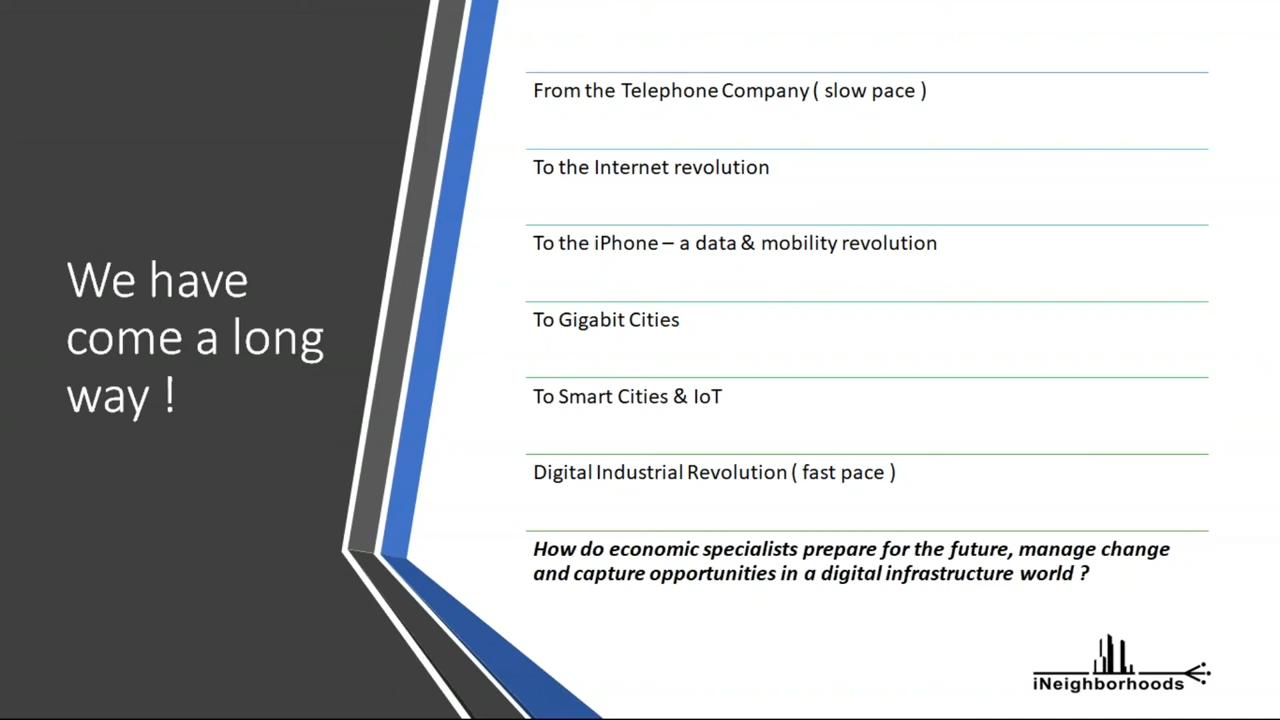 We have
come a long
way !
From the Telephone Company ( slow pace )
To the Internet revolution
To the iPhone – a data & mobility revolution
To Gigabit Cities
To Smart Cities & IoT
Digital Industrial Revolution ( fast pace )
How do economic specialists prepare for the future, manage change
and capture opportunities in a digital infrastructure world ?
iNeighborhoods